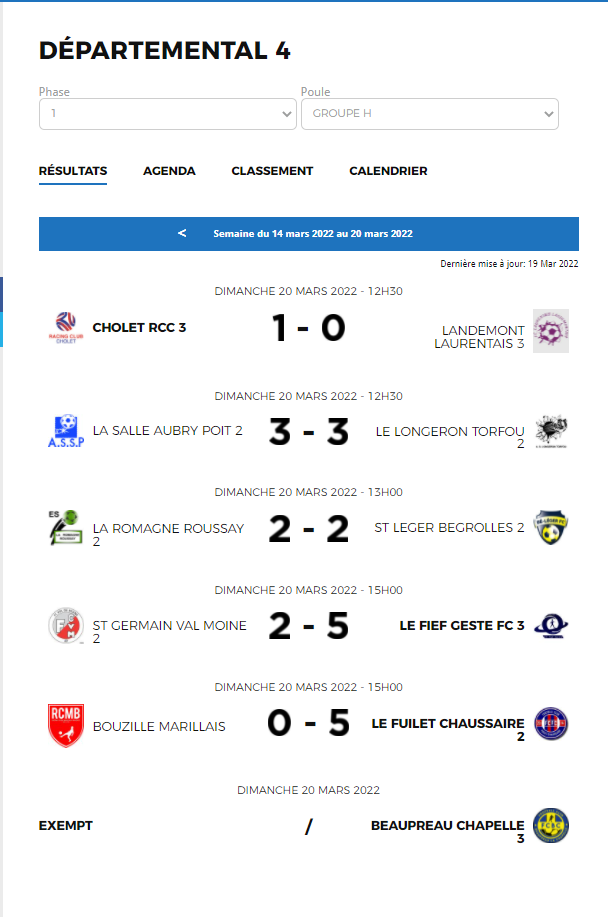 DÉPARTEMENTAL 4
Phase
Poule
1
GROUPE H
RÉSULTATS
AGENDA
CLASSEMENT
CALENDRIER
< Semaine du 14 mars 2022 au 20 mars 2022
Dernière mise à jour: 19 Mar 2022
DIMANCHE 20 MARS 2022 - 12H30
RACING CLUB
CHOLET
CHOLET RCC 3
1 - 0
LANDEMONT
LAURENTAIS 3
DIMANCHE 20 MARS 2022 - 12H30
A.S.S.P
LA SALLE AUBRY POIT 2
3 - 3
LE LONGERON TORFOU
2
DIMANCHE 20 MARS 2022 - 13H00
ES
LA ROMAGNE
ROUSSAY
LA ROMAGNE ROUSSAY
2
2 - 2
ST LEGER BEGROLLES 2
DIMANCHE 20 MARS 2022 - 15H00
ST GERMAIN VAL MOINE
2
2 - 5
LE FIEF GESTE FC 3
DIMANCHE 20 MARS 2022 - 15H00
RCMB
BOUZILLE MARILLAIS
0 - 5
LE FUILET CHAUSSAIRE
2
DIMANCHE 20 MARS 2022
EXEMPT
/
BEAUPREAU CHAPELLE
3
FCBC